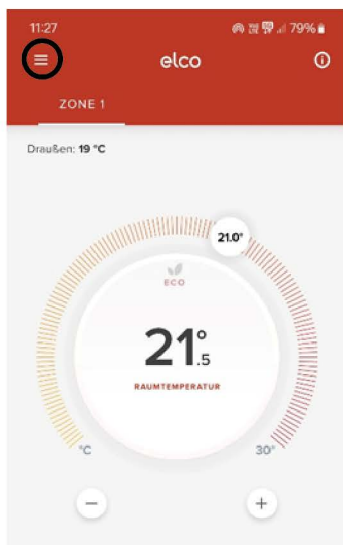 11:27 79%
elco
ZONE 1
Draußen: 19 °C
21.0°
ECO
21°.5
RAUMTEMPERATUR
°C 30°